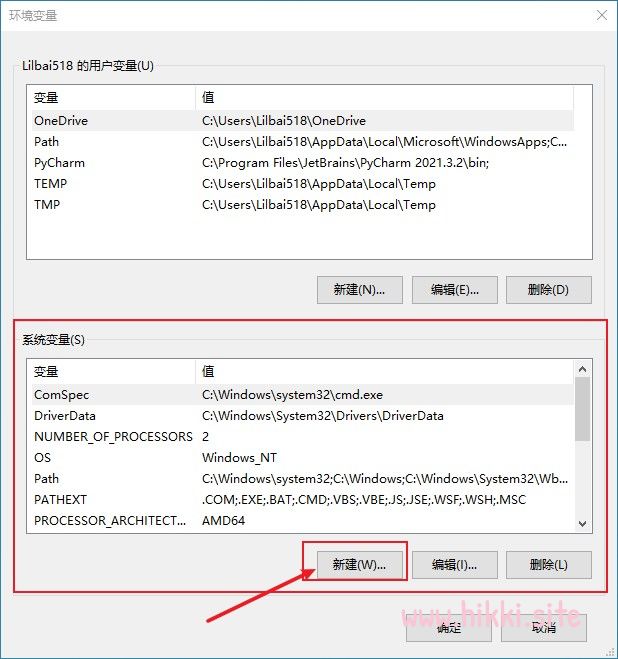 环境变量
Lilbai518 的用户变量(U)
变量 值
OneDrive C:\Users\Lilbai518\OneDrive
Path C:\Users\Lilbai518\AppData\Local\Microsoft\WindowsApps;C...
PyCharm C:\Program Files\JetBrains\PyCharm 2021.3.2\bin;
TEMP C:\Users\Lilbai518\AppData\Local\Temp
TMP C:\Users\Lilbai518\AppData\Local\Temp
新建(N)... 编辑(E)... 删除(D)
系统变量(S)
变量 值
ComSpec C:\Windows\system32\cmd.exe
DriverData C:\Windows\System32\Drivers\DriverData
NUMBER_OF_PROCESSORS 2
OS Windows_NT
Path C:\Windows\system32;C:\Windows;C:\Windows\System32\Wb...
PATHEXT .COM;.EXE;.BAT;.CMD;.VBS;.VBE;.JS;.JSE;.WSF;.WSH;.MSC
PROCESSOR_ARCHITECT... AMD64
新建(W)... 编辑(I)... 删除(L)
www.hikki.site
确定 取消